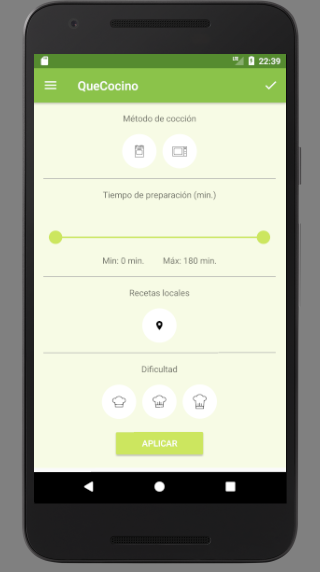 22:39
QueCocino
Método de cocción
Tiempo de preparación (min.)
Min: 0 min. Máx: 180 min.
Recetas locales
Dificultad
APLICAR